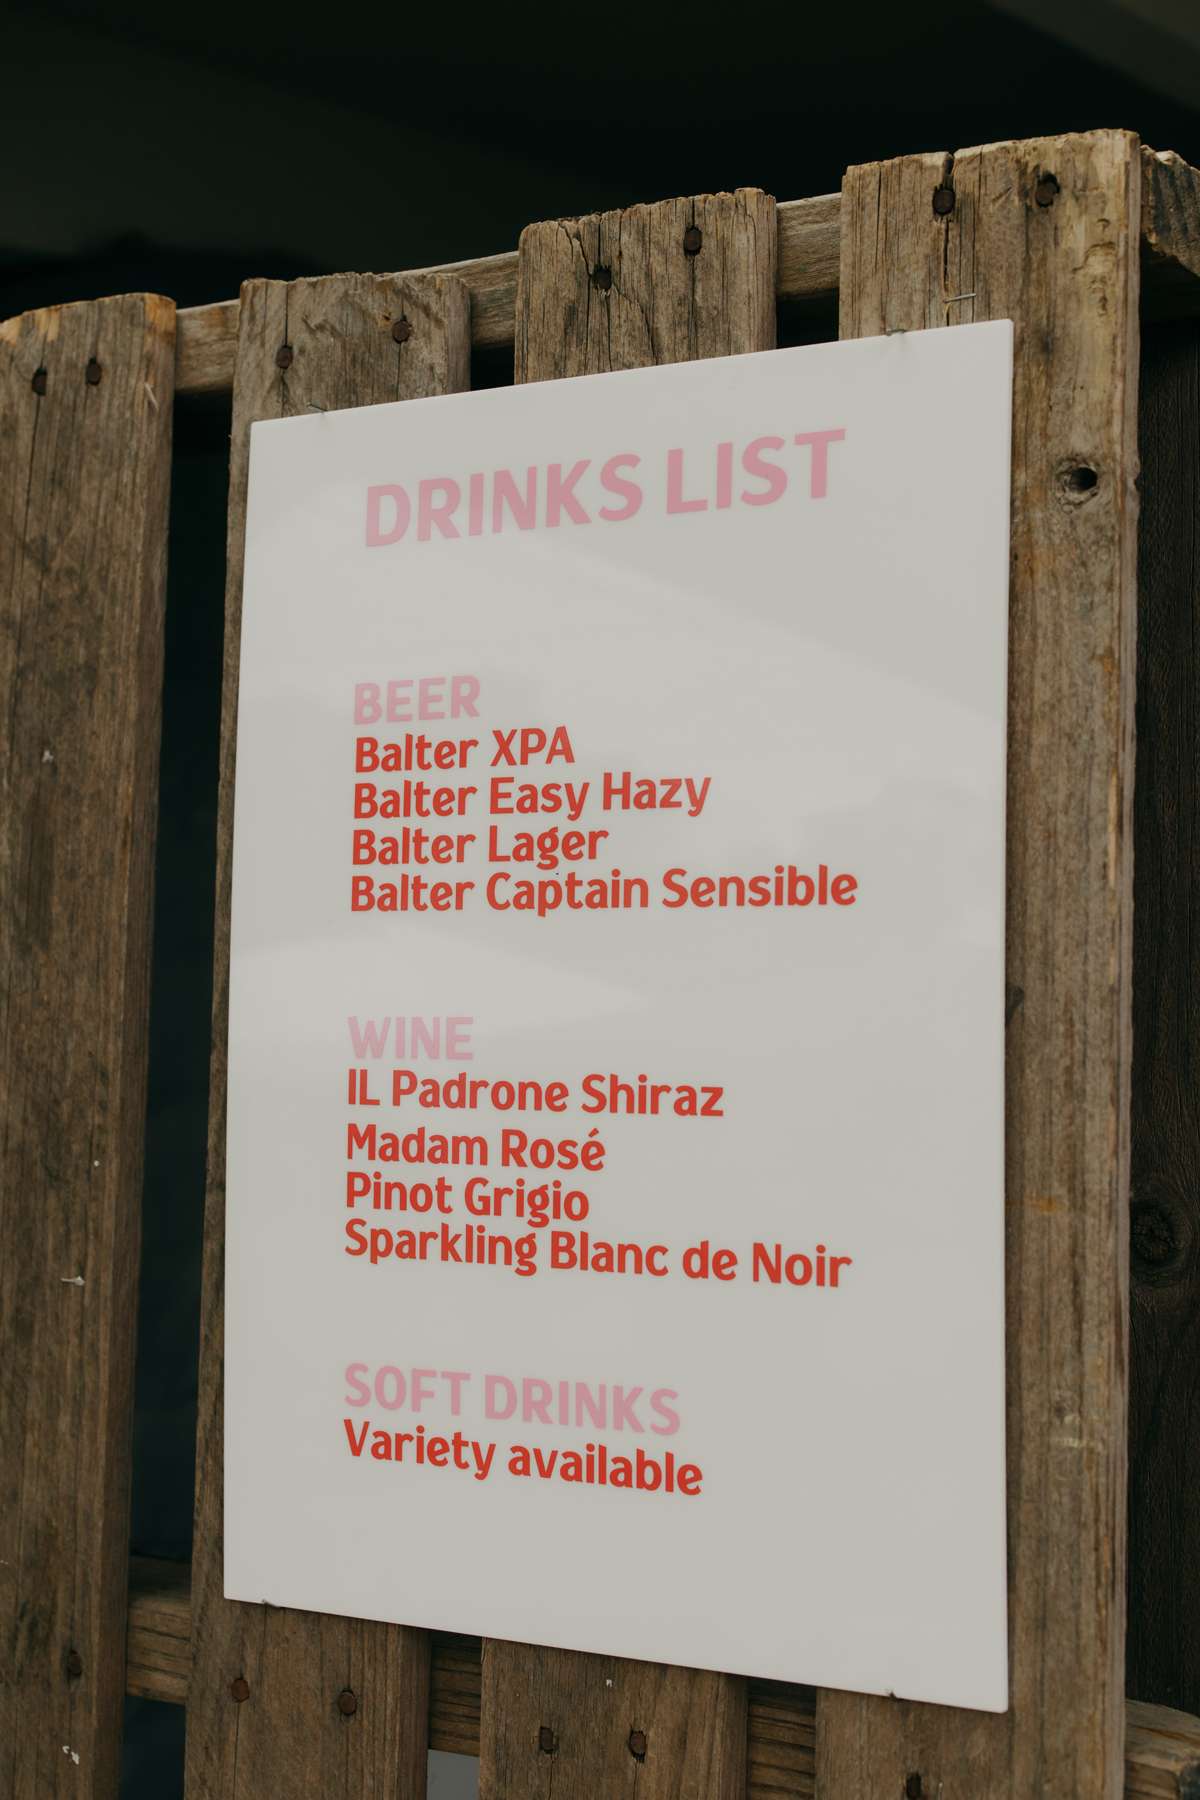 DRINKS LIST
BEER
Balter XPA
Balter Easy Hazy
Balter Lager
Balter Captain Sensible
WINE
IL Padrone Shiraz
Madam Rosé
Pinot Grigio
Sparkling Blanc de Noir
SOFT DRINKS
Variety available